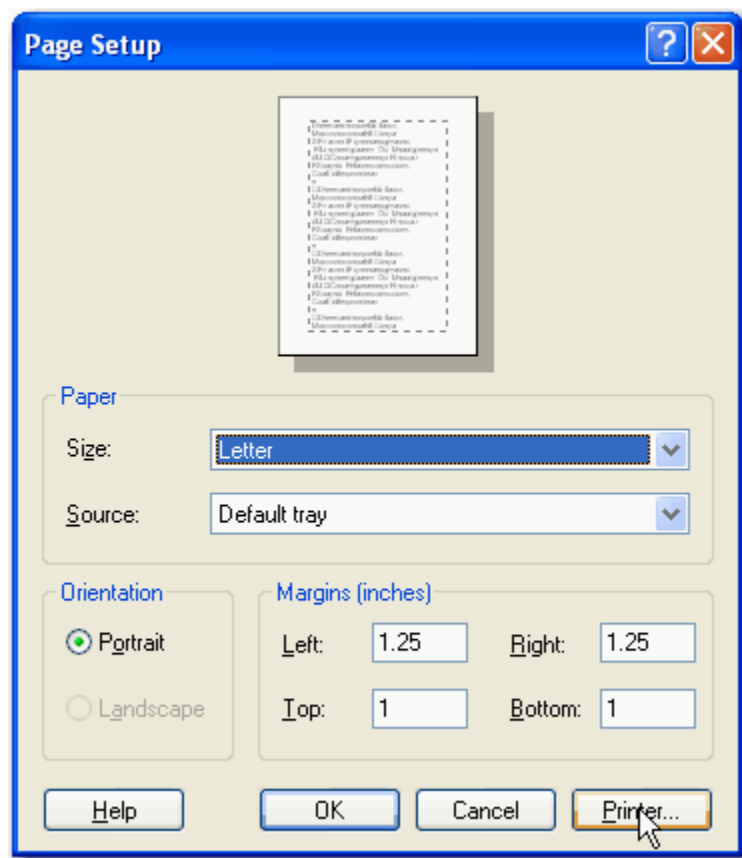 Page Setup
Paper
Size: Letter
Source: Default tray
Orientation
Portrait
Landscape
Margins (inches)
Left: 1.25 Right: 1.25
Top: 1 Bottom: 1
Help OK Cancel Printer...